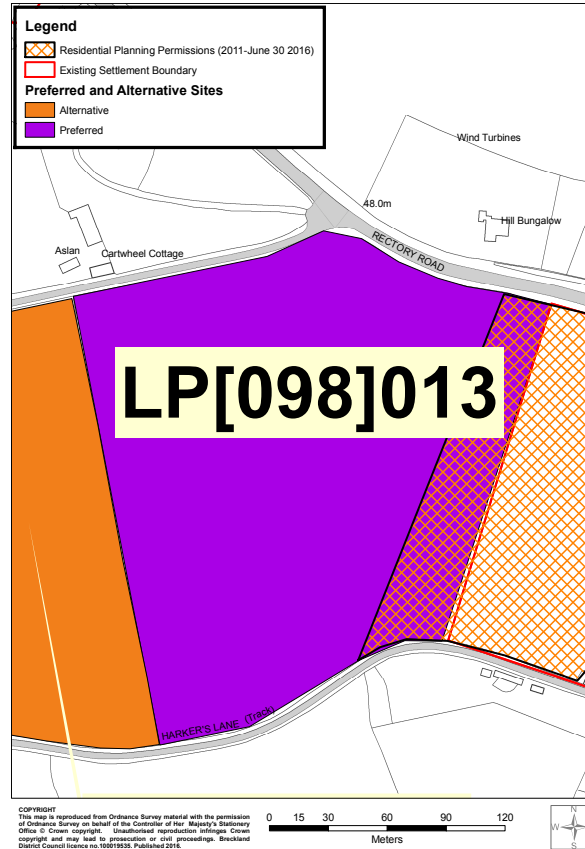 Legend
Residential Planning Permissions (2011-June 30 2016)
Existing Settlement Boundary
Preferred and Alternative Sites
Alternative
Preferred
Wind Turbines
48.0m
Hill Bungalow
RECTORY ROAD
Aslan
Cartwheel Cottage
LP[098]013
HARKER'S LANE (Track)
COPYRIGHT
This map is reproduced from Ordnance Survey material with the permission
of Ordnance Survey on behalf of the Controller of Her Majesty's Stationery
Office © Crown copyright. Unauthorised reproduction infringes Crown
copyright and may lead to prosecution or civil proceedings. Breckland
District Council licence no.100019535. Published 2016.
0 15 30 60 90 120
Meters
N
W E
S